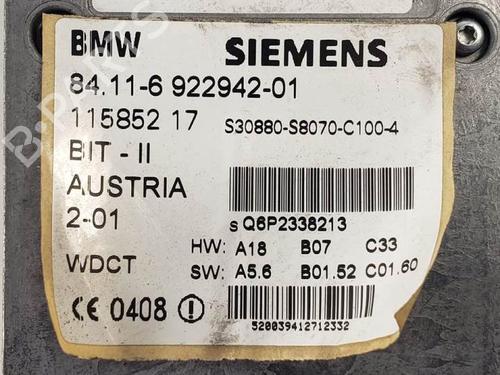 BMW SIEMENS
84.11-6 922942-01
115852 17 S30880-S8070-C100-4
BIT - II
AUSTRIA
2-01 s Q6P2338213
HW: A18 B07 C33
WDCT SW: A5.6 B01.52 C01.60
CE 0408
520039412712332
B-PARTS